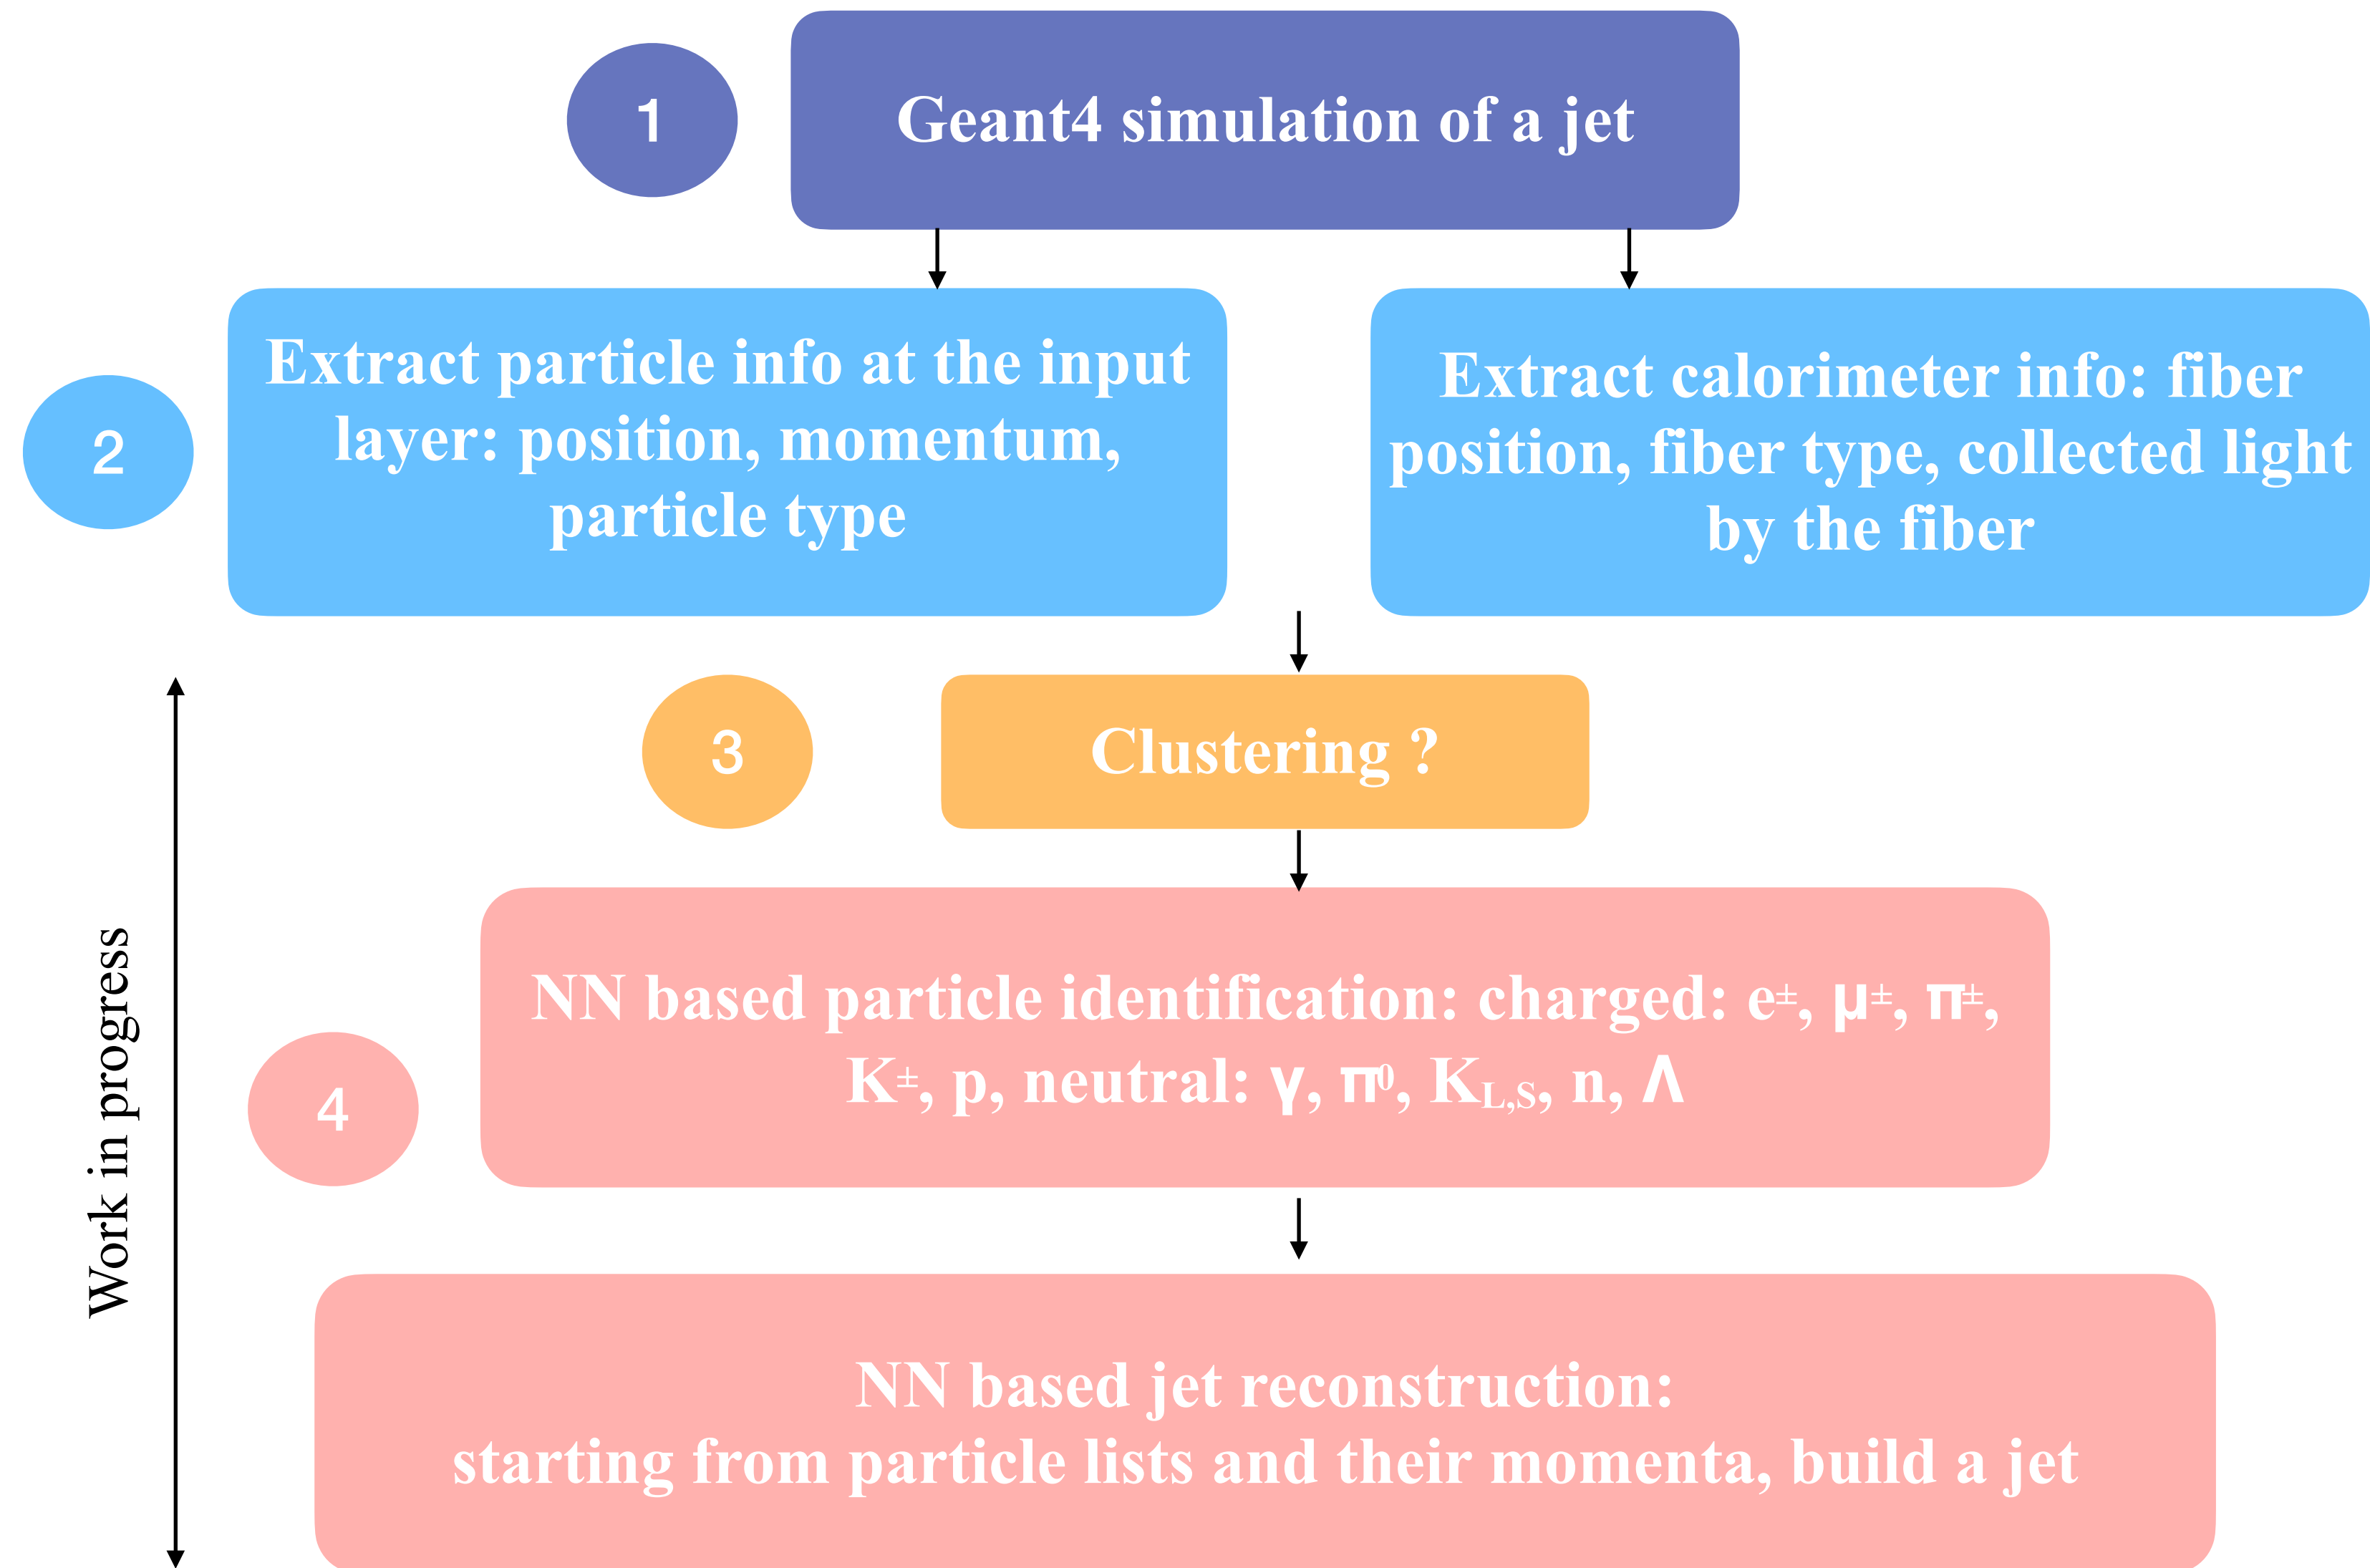 1
Geant4 simulation of a jet
2
Extract particle info at the input
layer: position, momentum,
particle type
Extract calorimeter info: fiber
position, fiber type, collected light
by the fiber
3
Clustering ?
Work in progress
4
NN based particle identification: charged: e±, μ±, π±,
K±, p, neutral: γ, π⁰, K_L,S, n, Λ
NN based jet reconstruction:
starting from particle lists and their momenta, build a jet